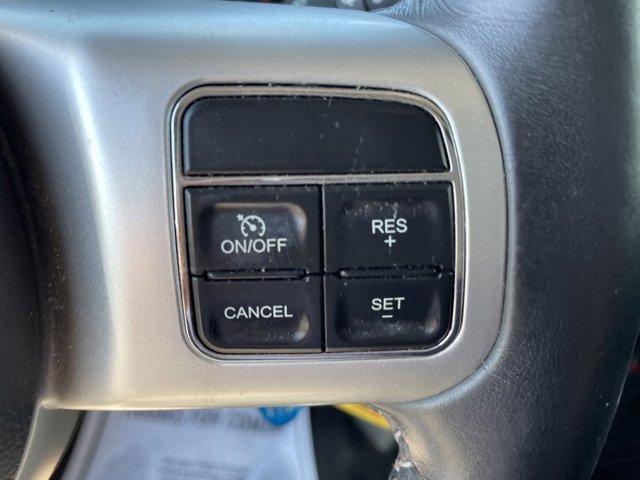 ON/OFF
RES
+
CANCEL
SET
–